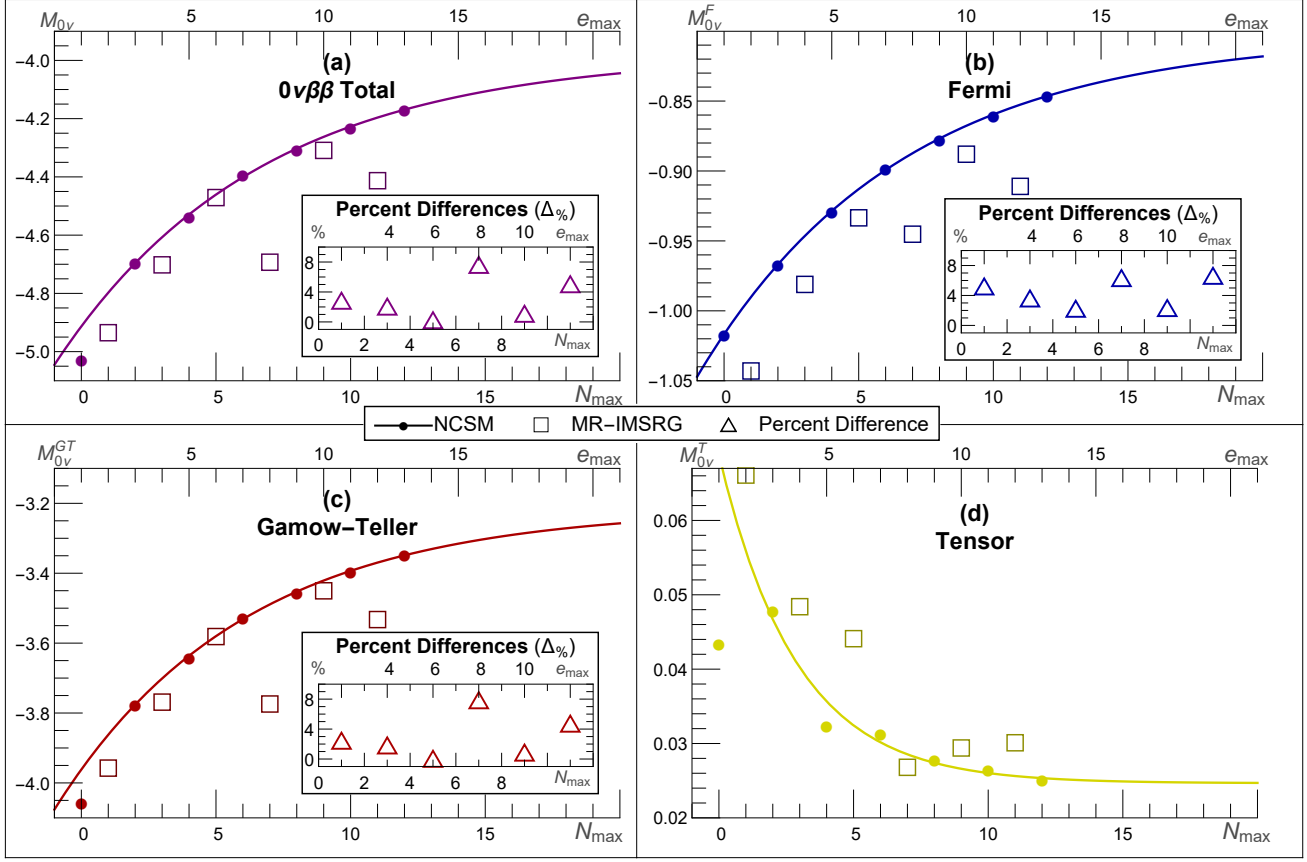 M0ν 5 10 15 emax
(a)
0νββ Total
−4.0
−4.2
−4.4
−4.6
−4.8
−5.0
Percent Differences (Δ%)
% 4 6 8 10 emax
8
4
0
0 2 4 6 8 Nmax
0 5 10 15 Nmax
M0νF 5 10 15 emax
(b)
Fermi
−0.85
−0.90
−0.95
−1.00
−1.05
Percent Differences (Δ%)
% 4 6 8 10 emax
8
4
0
0 2 4 6 8 Nmax
0 5 10 15 Nmax
NCSM MR−IMSRG Percent Difference
M0νGT 5 10 15 emax
(c)
Gamow−Teller
−3.2
−3.4
−3.6
−3.8
−4.0
Percent Differences (Δ%)
% 4 6 8 10 emax
8
4
0
0 2 4 6 8 Nmax
0 5 10 15 Nmax
M0νT 5 10 15 emax
(d)
Tensor
0.06
0.05
0.04
0.03
0.02
0 5 10 15 Nmax